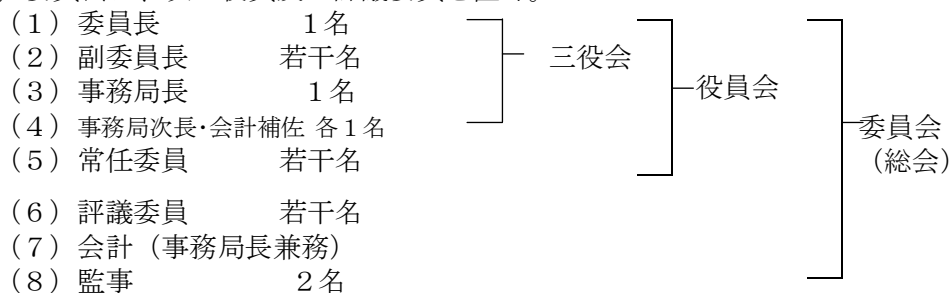 (1) 委員長 1名
(2) 副委員長 若干名
三役会
(3) 事務局長 1名
役員会
(4) 事務局次長・会計補佐 各1名
委員会
(5) 常任委員 若干名
(総会)
(6) 評議委員 若干名
(7) 会計(事務局長兼務)
(8) 監事 2名